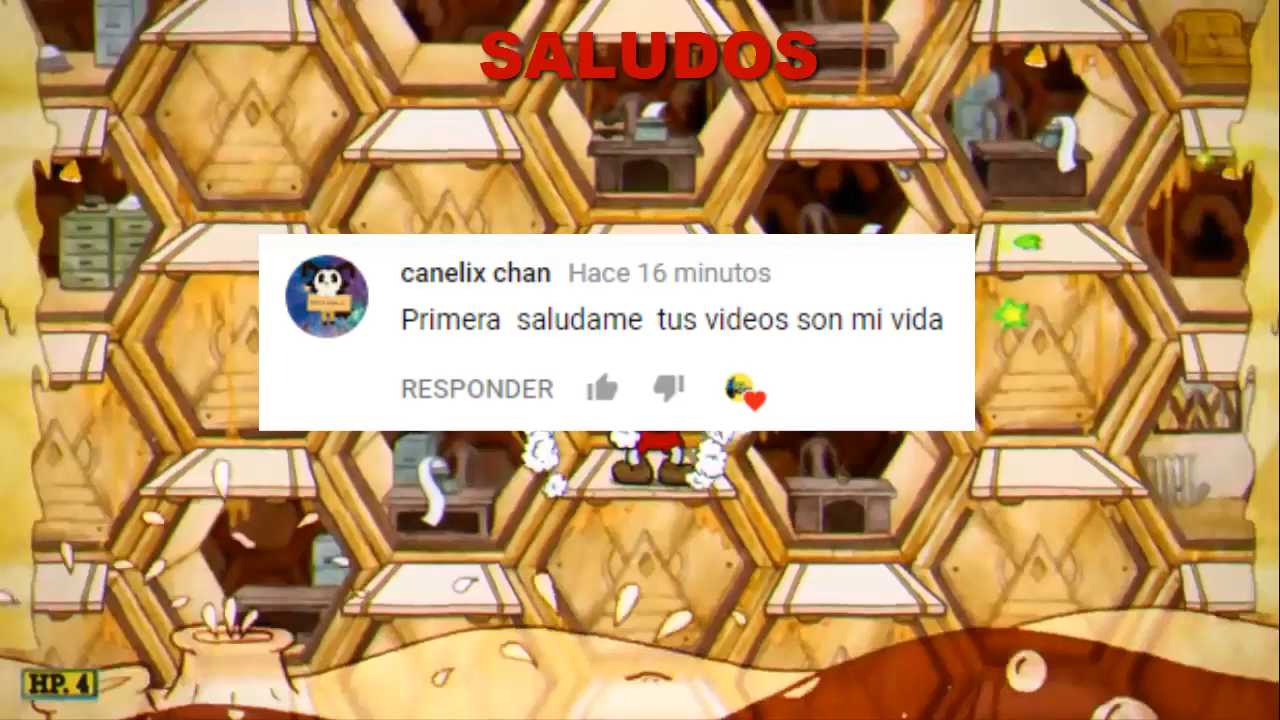 SALUDOS
canelix chan Hace 16 minutos
Primera saludame tus videos son mi vida
RESPONDER
HP. 4